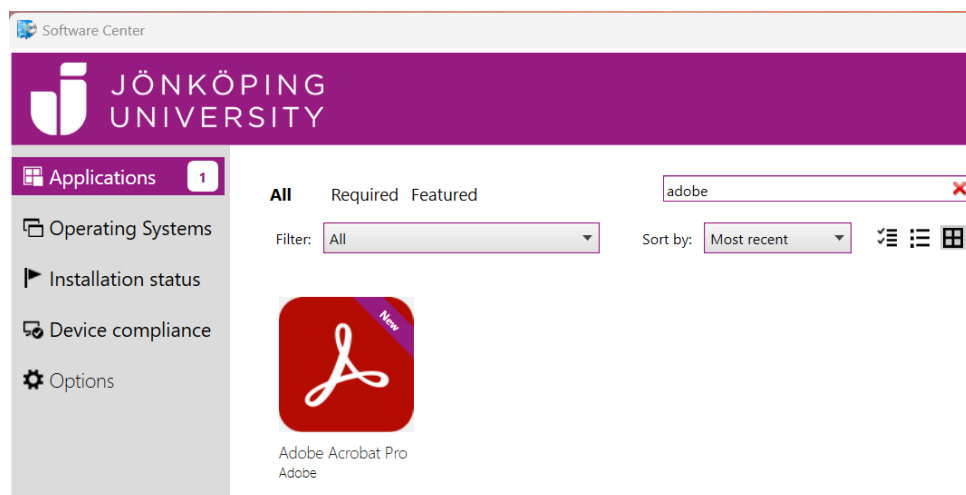 Software Center
JÖNKÖPING
UNIVERSITY
Applications 1
Operating Systems
Installation status
Device compliance
Options
All Required Featured
adobe
Filter: All
Sort by: Most recent
New
Adobe Acrobat Pro
Adobe